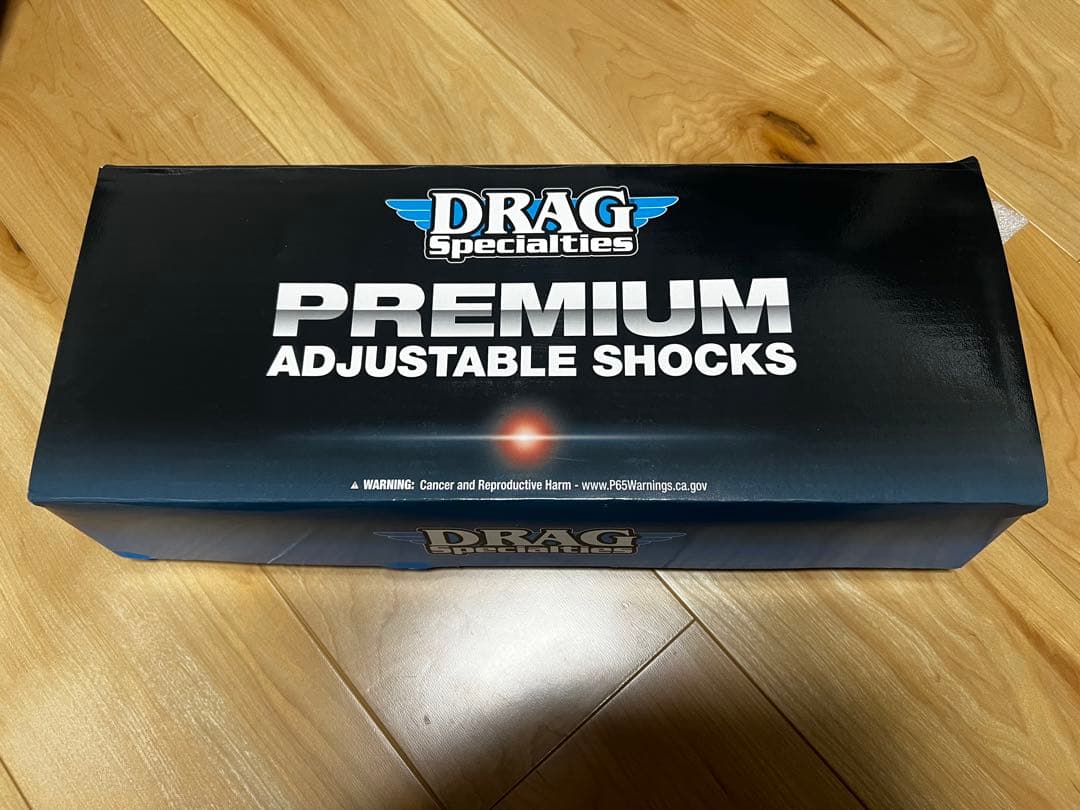 DRAG
Specialties
PREMIUM
ADJUSTABLE SHOCKS
⚠ WARNING: Cancer and Reproductive Harm - www.P65Warnings.ca.gov
DRAG
Specialties